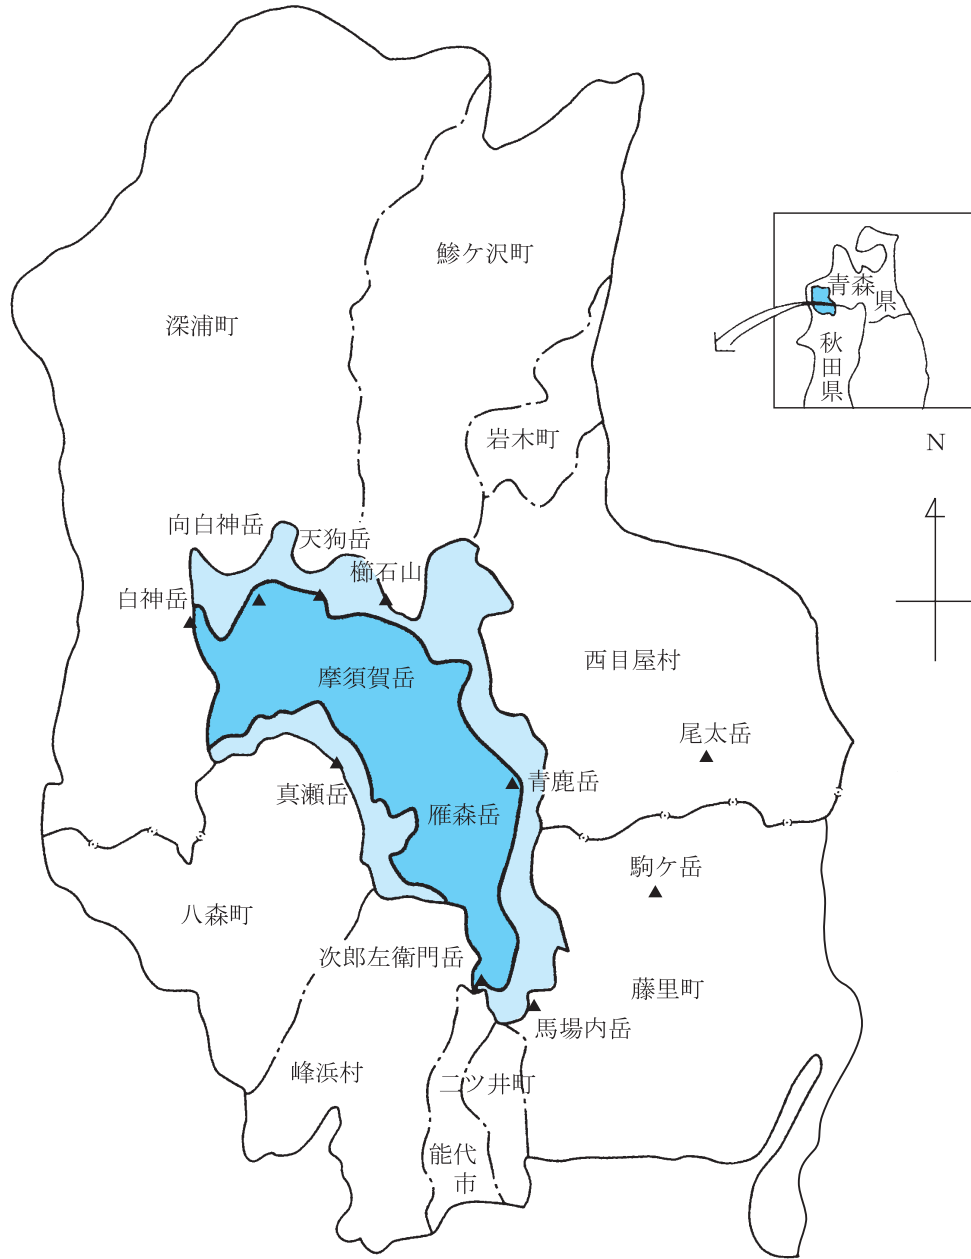 鯵ケ沢町
深浦町
青森県
秋田県
岩木町
N
向白神岳
天狗岳
櫛石山
白神岳
西目屋村
摩須賀岳
尾太岳
青鹿岳
真瀬岳
雁森岳
駒ケ岳
八森町
次郎左衛門岳
藤里町
馬場内岳
峰浜村
二ツ井町
能代
市